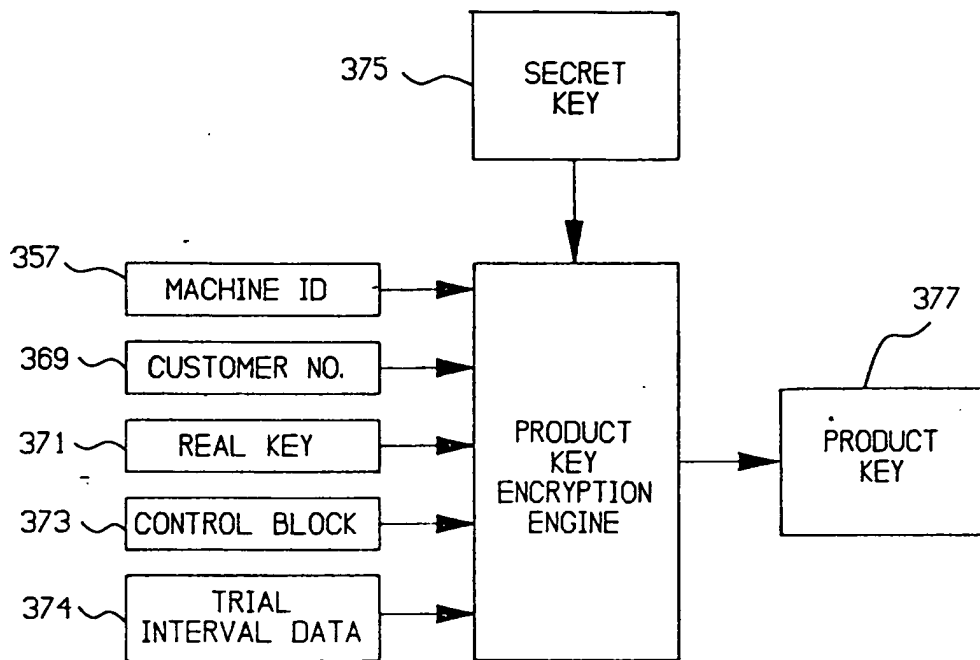 375
SECRET
KEY
357
MACHINE ID
377
369
CUSTOMER NO.
371
REAL KEY
PRODUCT
KEY
ENCRYPTION
ENGINE
PRODUCT
KEY
373
CONTROL BLOCK
374
TRIAL
INTERVAL DATA